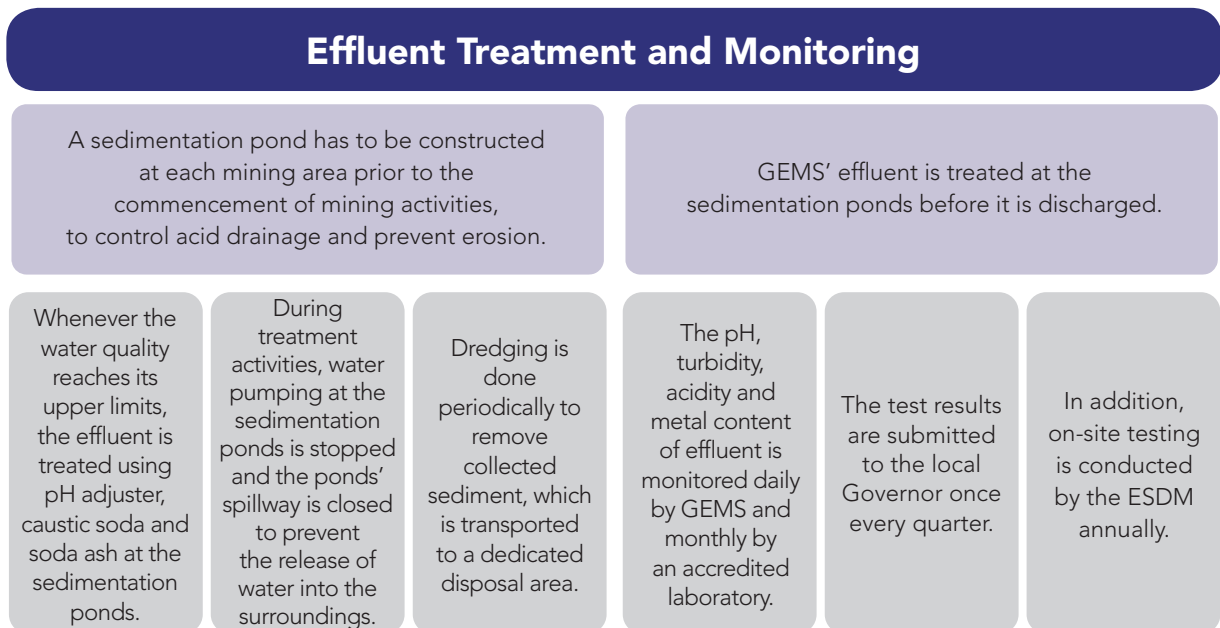 Effluent Treatment and Monitoring
A sedimentation pond has to be constructed
at each mining area prior to the
commencement of mining activities,
to control acid drainage and prevent erosion.
GEMS’ effluent is treated at the
sedimentation ponds before it is discharged.
Whenever the
water quality
reaches its
upper limits,
the effluent is
treated using
pH adjuster,
caustic soda and
soda ash at the
sedimentation
ponds.
During
treatment
activities, water
pumping at the
sedimentation
ponds is stopped
and the ponds’
spillway is closed
to prevent
the release of
water into the
surroundings.
Dredging is
done
periodically to
remove
collected
sediment, which
is transported
to a dedicated
disposal area.
The pH,
turbidity,
acidity and
metal content
of effluent is
monitored daily
by GEMS and
monthly by
an accredited
laboratory.
The test results
are submitted
to the local
Governor once
every quarter.
In addition,
on-site testing
is conducted
by the ESDM
annually.